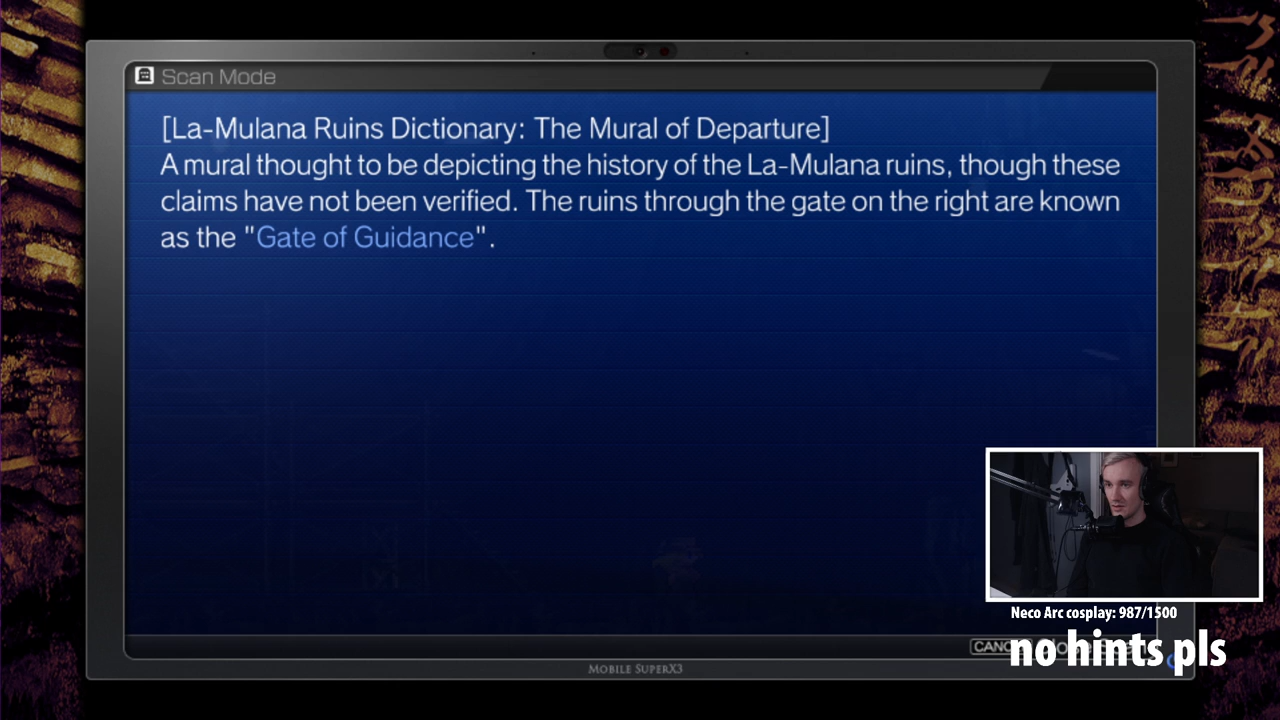 Scan Mode
[La-Mulana Ruins Dictionary: The Mural of Departure]
A mural thought to be depicting the history of the La-Mulana ruins, though these
claims have not been verified. The ruins through the gate on the right are known
as the "Gate of Guidance".
Neco Arc cosplay: 987/1500
no hints pls
MOBILE SUPERX3